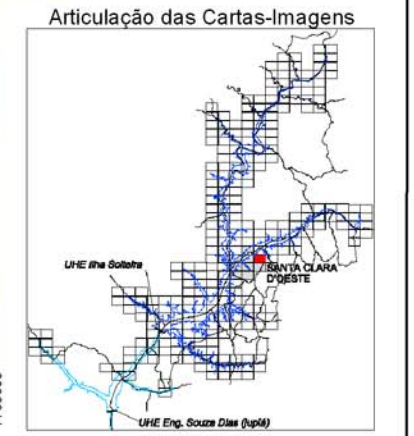 Articulação das Cartas-Imagens
UHE Ilha Solteira
SANTA CLARA
D'OESTE
UHE Eng. Souza Dias (Jupiá)